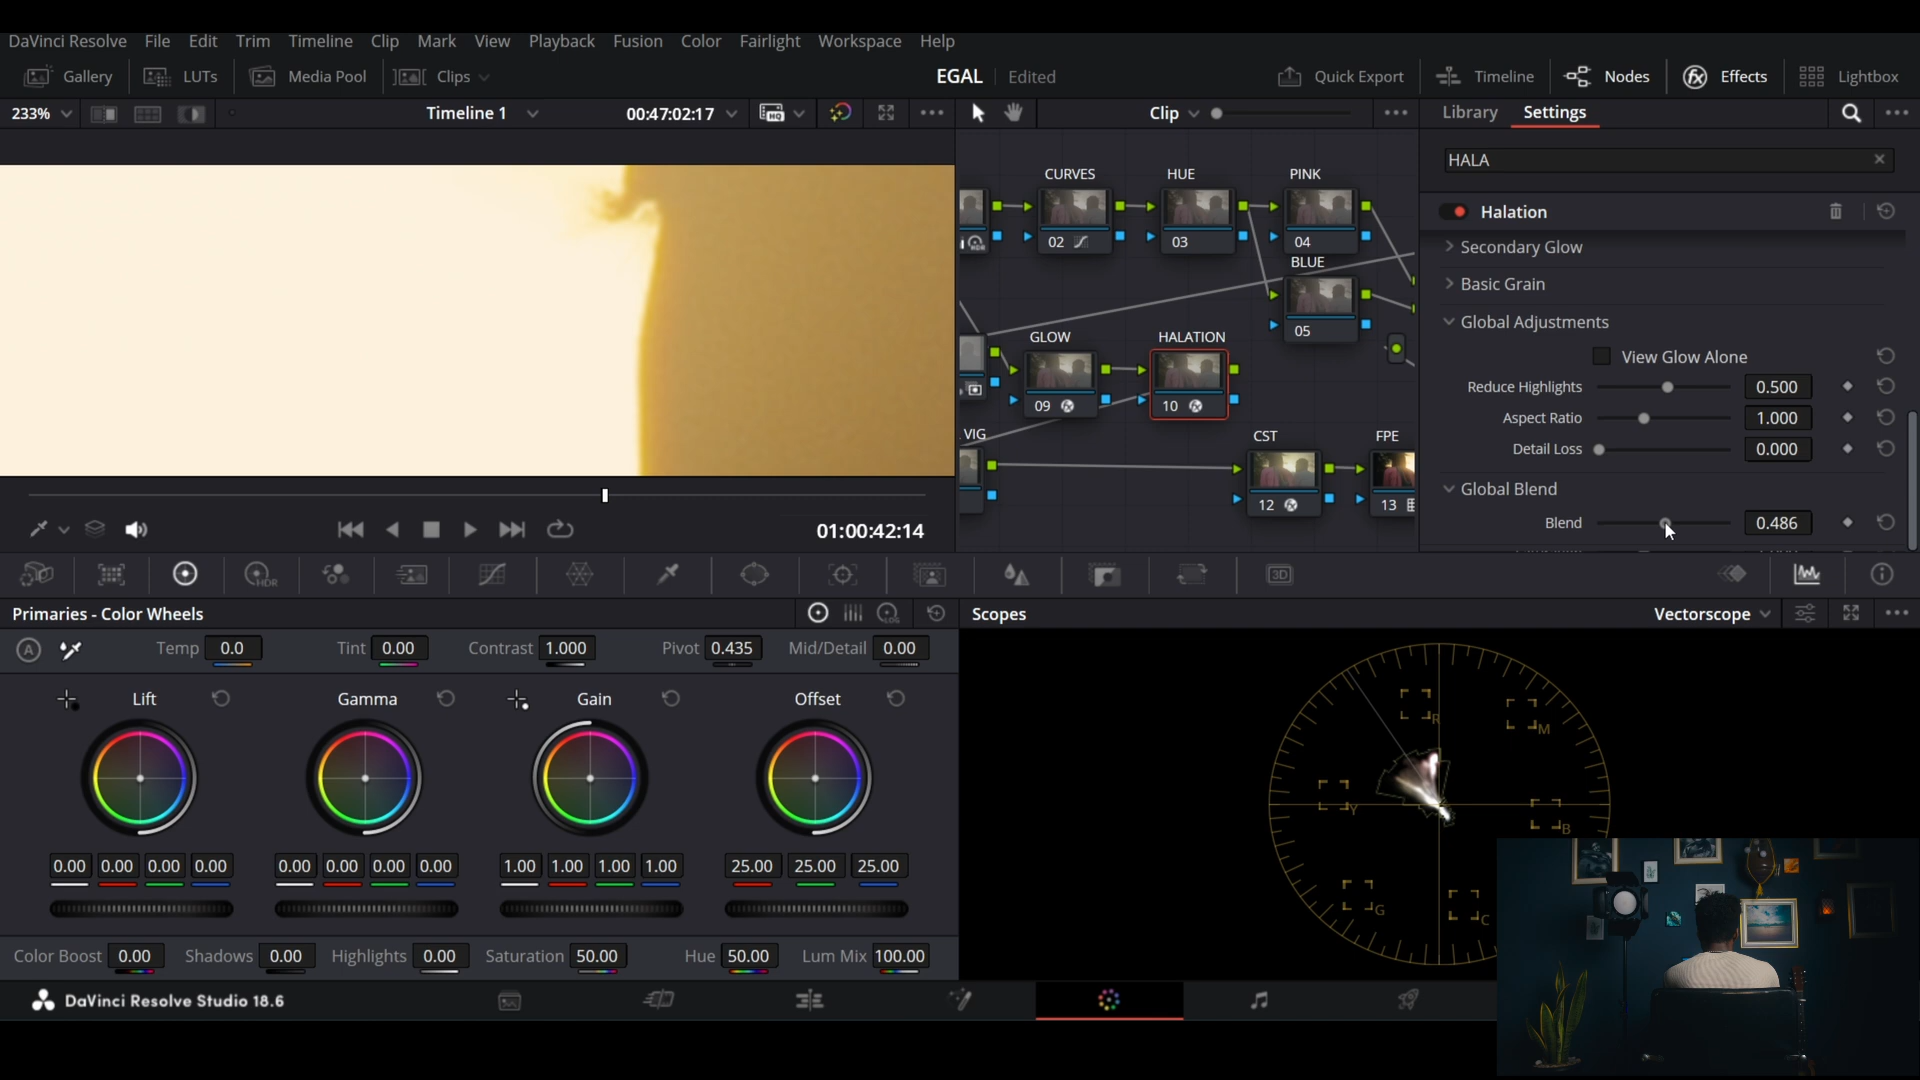 DaVinci Resolve File Edit Trim Timeline Clip Mark View Playback Fusion Color Fairlight Workspace Help
Gallery LUTs Media Pool Clips EGAL Edited Quick Export Timeline Nodes Effects Lightbox
233% Timeline 1 00:47:02:17 HQ Clip Library Settings
HALA
CURVES HUE PINK
Halation
02 03 04
Secondary Glow
BLUE
Basic Grain
Global Adjustments
05
GLOW HALATION
View Glow Alone
Reduce Highlights 0.500
09 10
Aspect Ratio 1.000
VIG CST FPE
Detail Loss 0.000
Global Blend
12 13
Blend 0.486
01:00:42:14
HDR 3D
Primaries - Color Wheels LOG Scopes Vectorscope
A Temp 0.0 Tint 0.00 Contrast 1.000 Pivot 0.435 Mid/Detail 0.00
Lift Gamma Gain Offset
R M
Y B
G C
0.00 0.00 0.00 0.00 0.00 0.00 0.00 0.00 1.00 1.00 1.00 1.00 25.00 25.00 25.00
Color Boost 0.00 Shadows 0.00 Highlights 0.00 Saturation 50.00 Hue 50.00 Lum Mix 100.00
DaVinci Resolve Studio 18.6